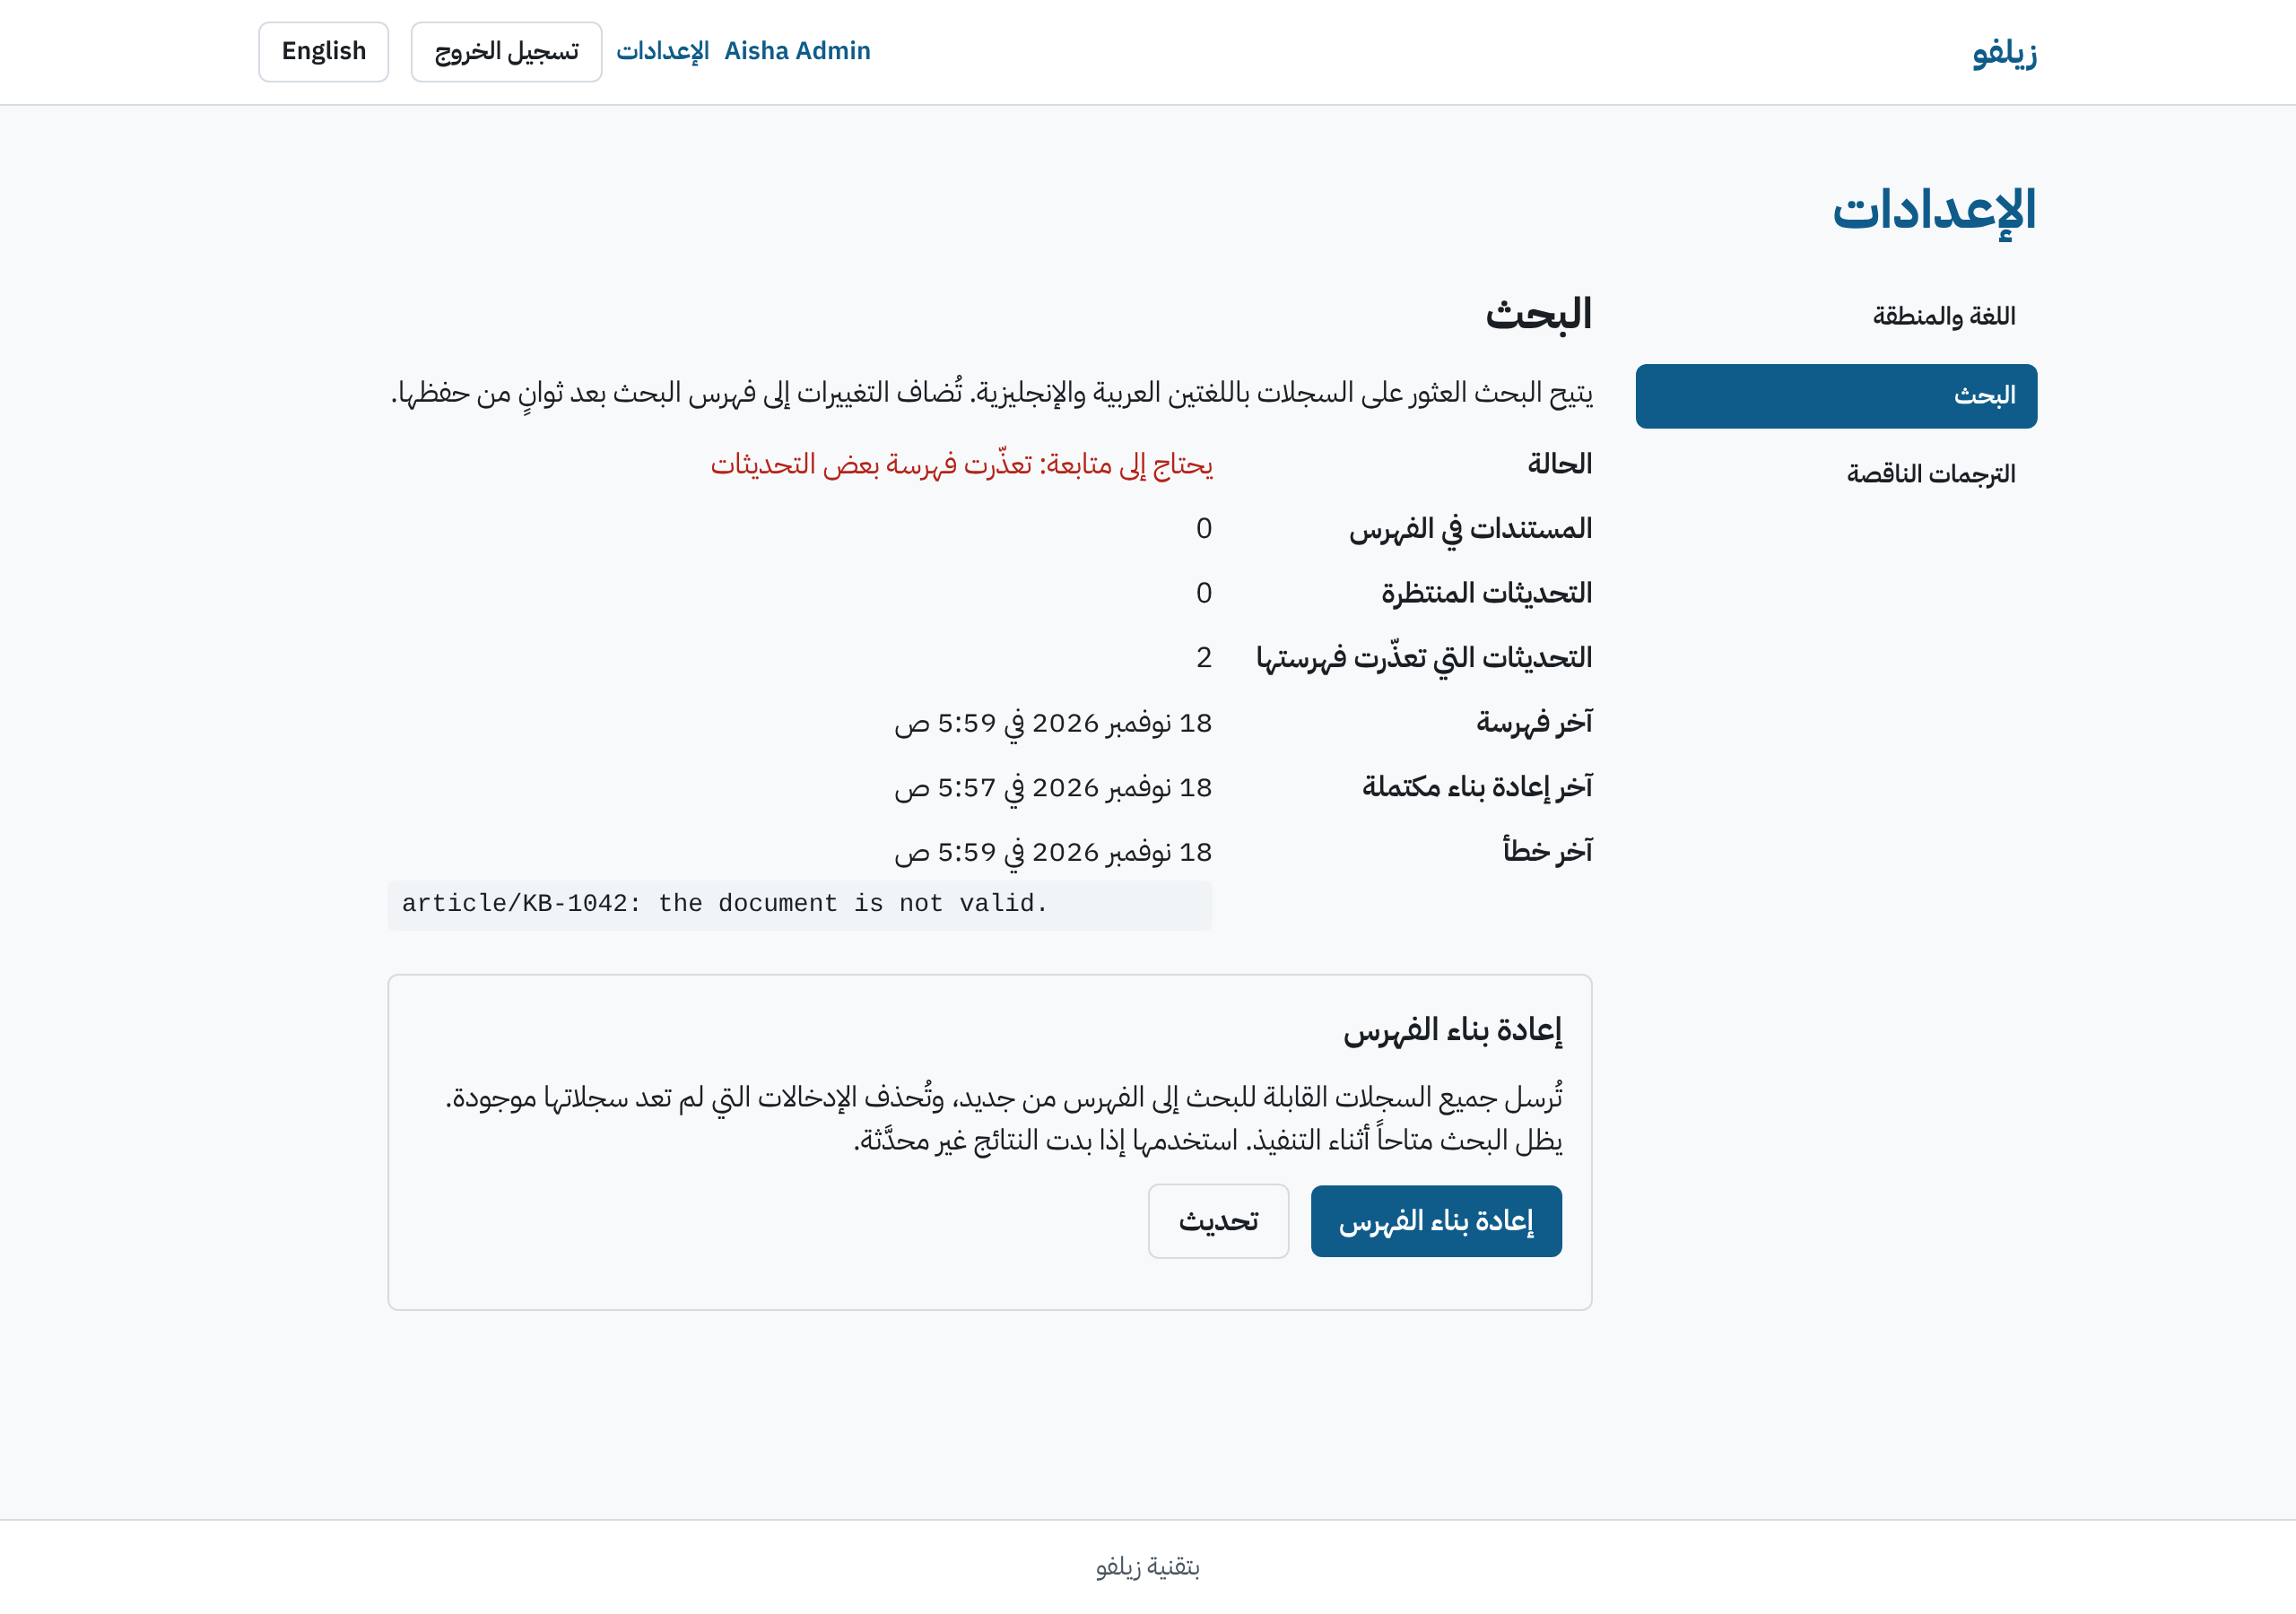 زيلفو
Aisha Admin
الإعدادات
تسجيل الخروج
English
الإعدادات
اللغة والمنطقة
البحث
الترجمات الناقصة
البحث
يتيح البحث العثور على السجلات باللغتين العربية والإنجليزية. تُضاف التغييرات إلى فهرس البحث بعد ثوانٍ من حفظها.
الحالة يحتاج إلى متابعة: تعذّرت فهرسة بعض التحديثات
المستندات في الفهرس 0
التحديثات المنتظرة 0
التحديثات التي تعذّرت فهرستها 2
آخر فهرسة 18 نوفمبر 2026 في 5:59 ص
آخر إعادة بناء مكتملة 18 نوفمبر 2026 في 5:57 ص
آخر خطأ 18 نوفمبر 2026 في 5:59 ص
article/KB-1042: the document is not valid.
إعادة بناء الفهرس
تُرسل جميع السجلات القابلة للبحث إلى الفهرس من جديد، وتُحذف الإدخالات التي لم تعد سجلاتها موجودة.
يظل البحث متاحاً أثناء التنفيذ. استخدمها إذا بدت النتائج غير محدَّثة.
إعادة بناء الفهرس
تحديث
بتقنية زيلفو